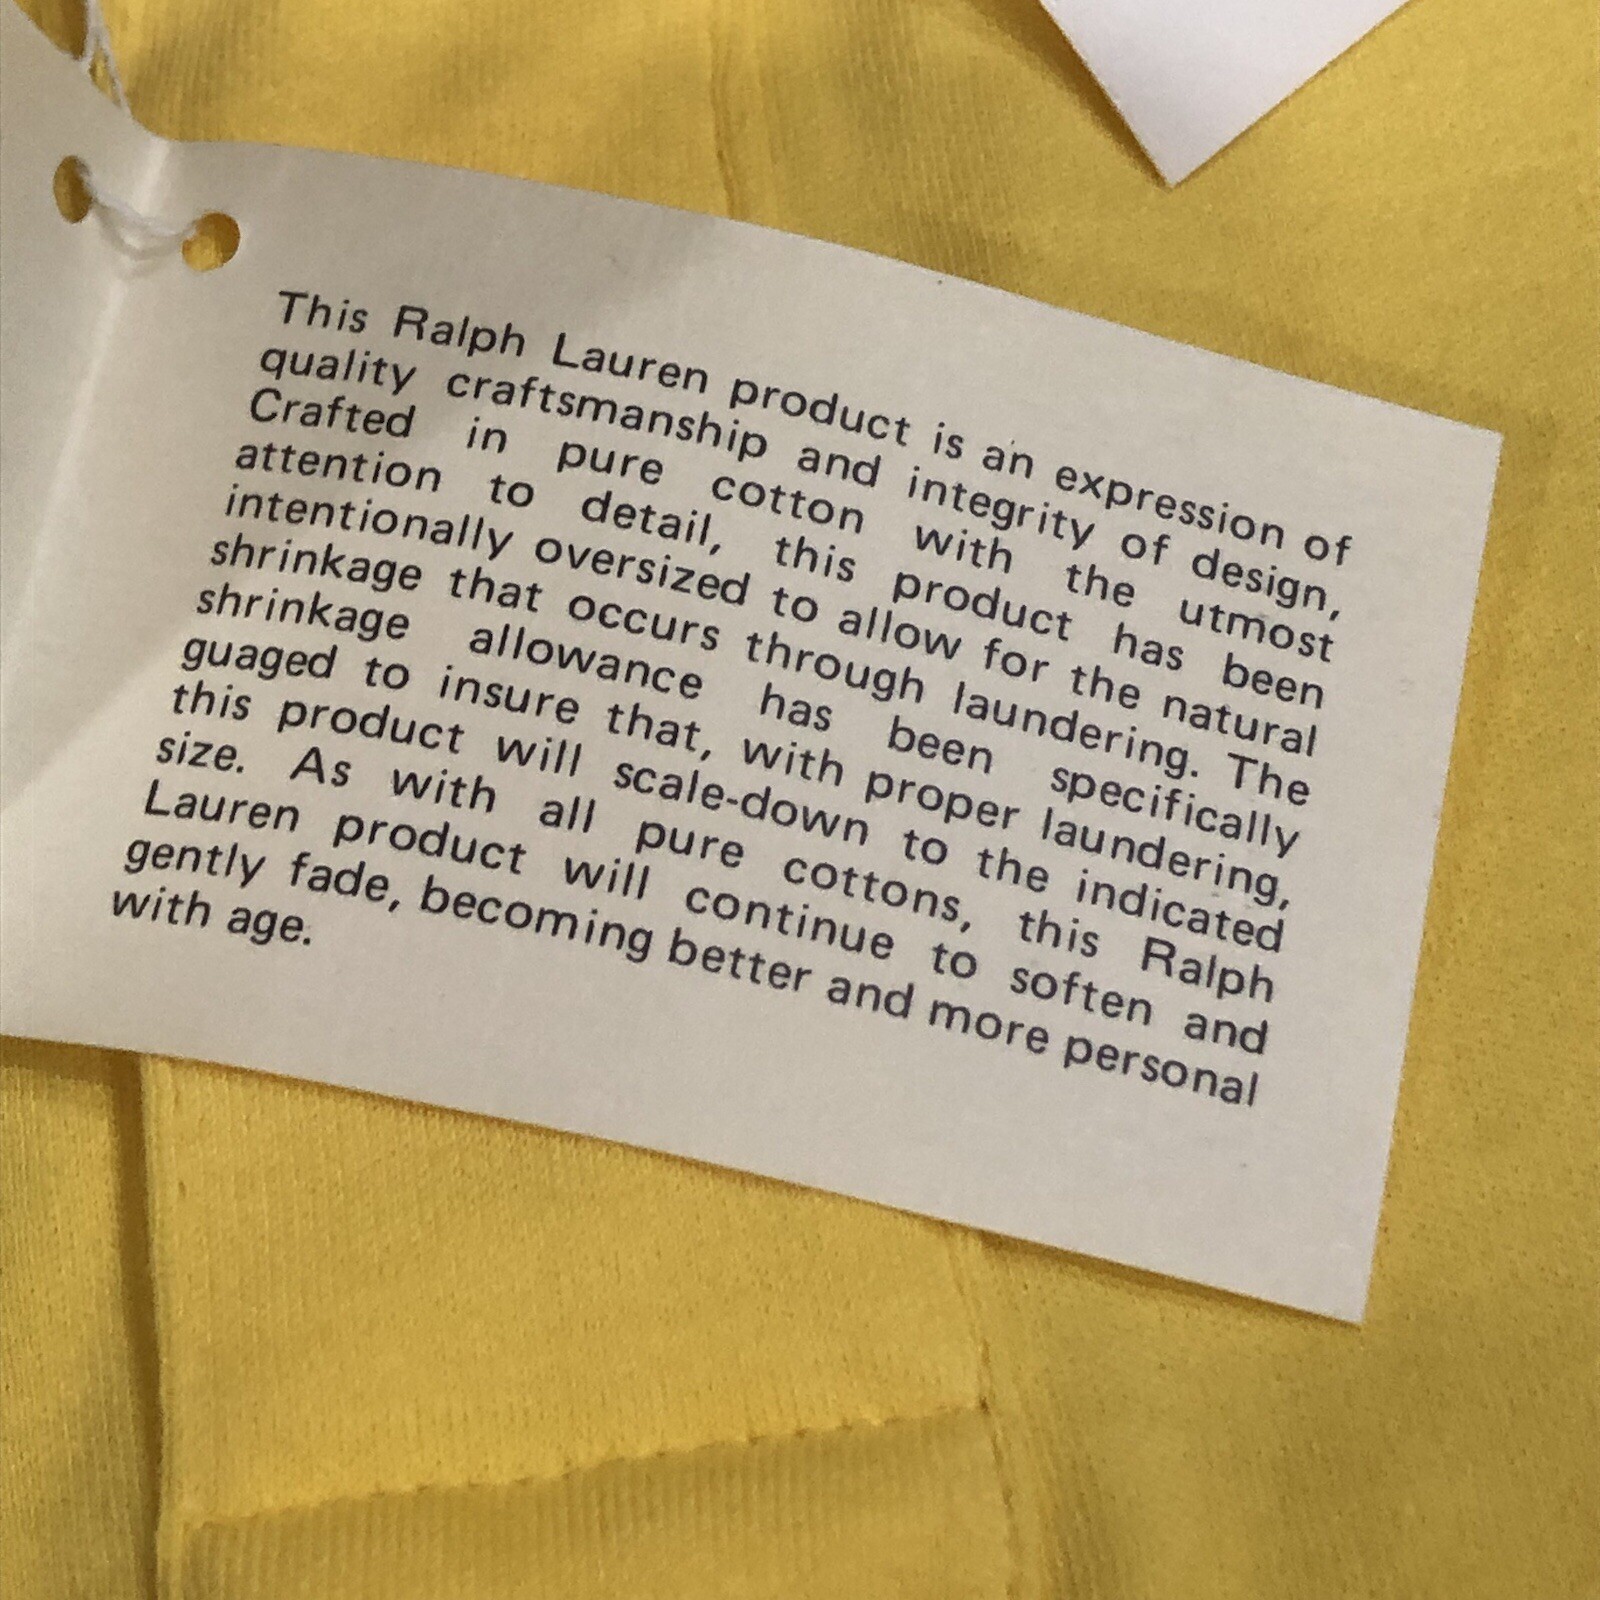 This Ralph Lauren product is an expression of
quality craftsmanship and integrity of design,
Crafted in pure cotton with the utmost
attention to detail, this product has been
intentionally oversized to allow for the natural
shrinkage that occurs through laundering. The
shrinkage allowance has been specifically
guaged to insure that, with proper laundering,
this product will scale-down to the indicated
size. As with all pure cottons, this Ralph
Lauren product will continue to soften and
gently fade, becoming better and more personal
with age.